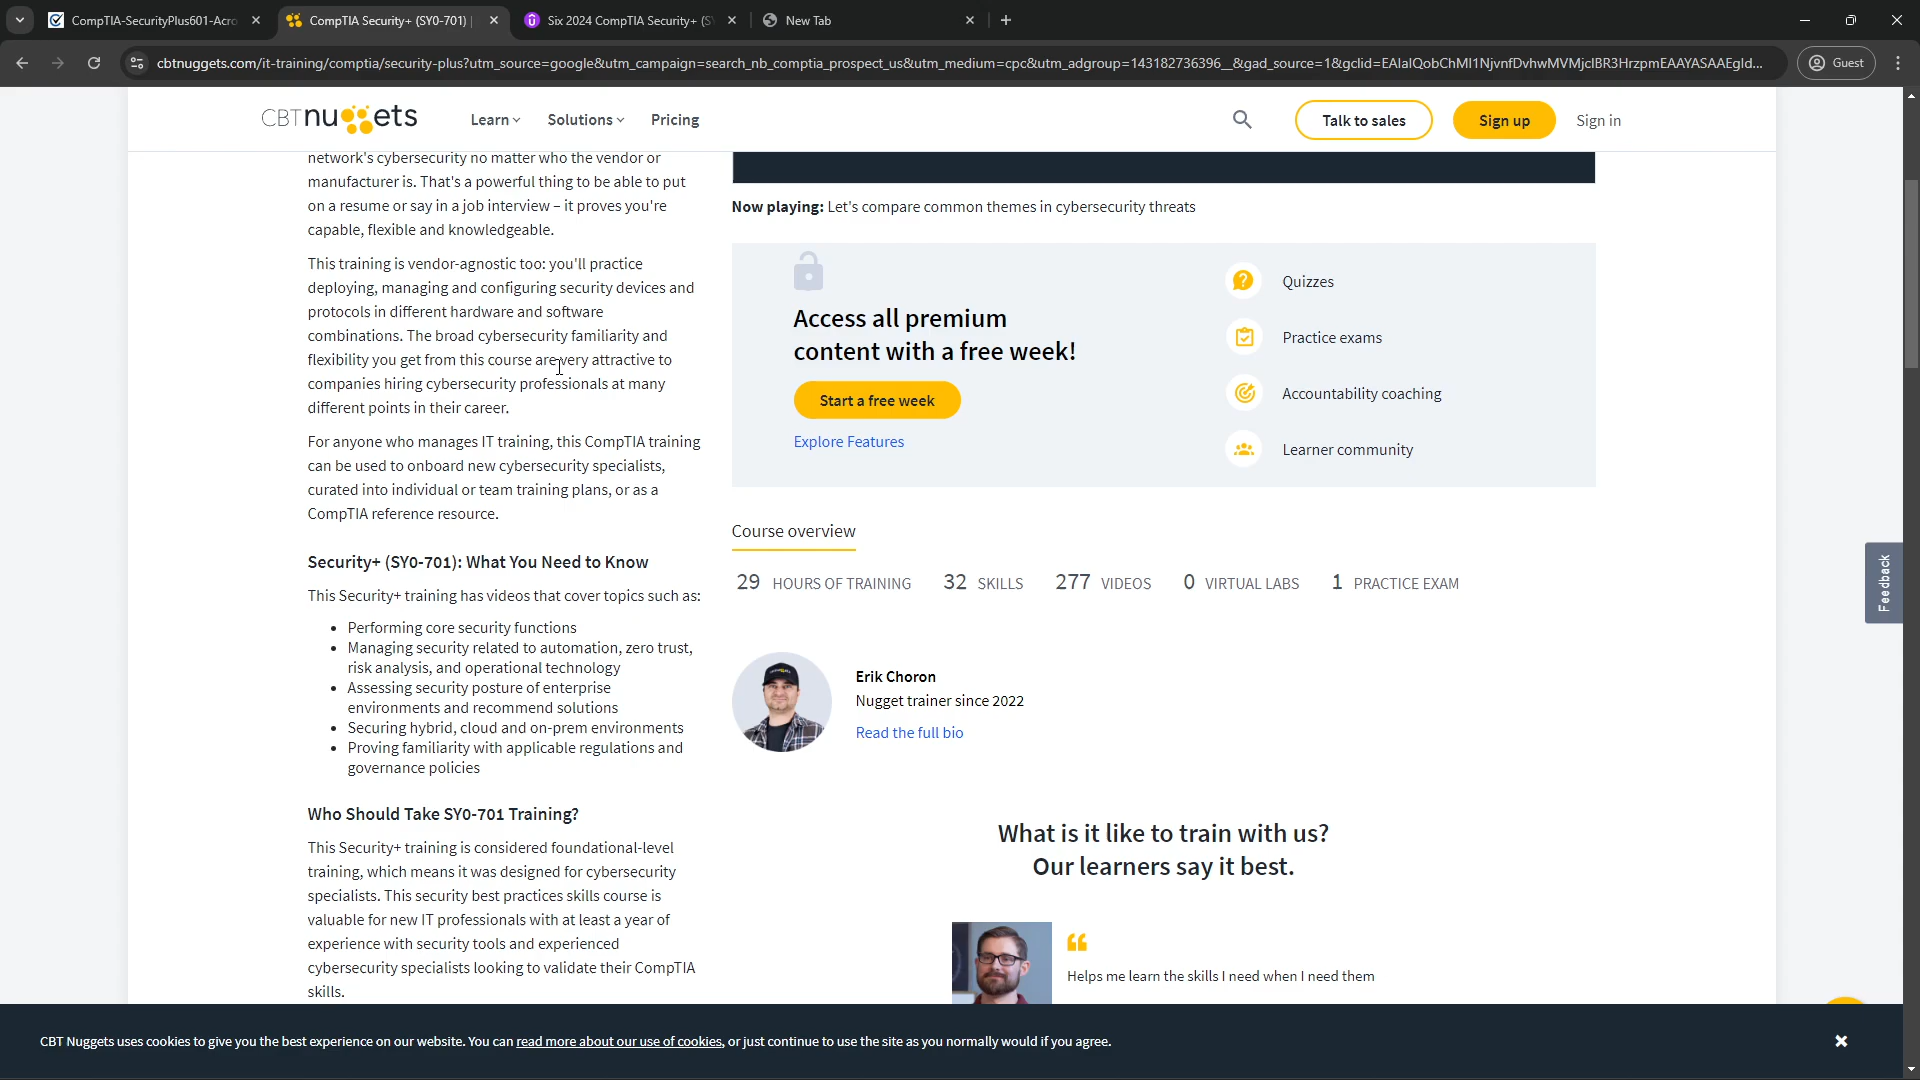 CompTIA-SecurityPlus601-Acro
CompTIA Security+ (SY0-701) |
Six 2024 CompTIA Security+ (S
New Tab
cbtnuggets.com/it-training/comptia/security-plus?utm_source=google&utm_campaign=search_nb_comptia_prospect_us&utm_medium=cpc&utm_adgroup=143182736396_&gad_source=1&gclid=EAIaIQobChMI1NjvnfDvhwMVMjclBR3HrzpmEAAYASAAEgId...
Guest
CBTnuggets
Learn
Solutions
Pricing
Talk to sales
Sign up
Sign in
network's cybersecurity no matter who the vendor or
manufacturer is. That's a powerful thing to be able to put
on a resume or say in a job interview – it proves you're
capable, flexible and knowledgeable.
This training is vendor-agnostic too: you'll practice
deploying, managing and configuring security devices and
protocols in different hardware and software
combinations. The broad cybersecurity familiarity and
flexibility you get from this course are very attractive to
companies hiring cybersecurity professionals at many
different points in their career.
For anyone who manages IT training, this CompTIA training
can be used to onboard new cybersecurity specialists,
curated into individual or team training plans, or as a
CompTIA reference resource.
Security+ (SY0-701): What You Need to Know
This Security+ training has videos that cover topics such as:
• Performing core security functions
• Managing security related to automation, zero trust,
risk analysis, and operational technology
• Assessing security posture of enterprise
environments and recommend solutions
• Securing hybrid, cloud and on-prem environments
• Proving familiarity with applicable regulations and
governance policies
Who Should Take SY0-701 Training?
This Security+ training is considered foundational-level
training, which means it was designed for cybersecurity
specialists. This security best practices skills course is
valuable for new IT professionals with at least a year of
experience with security tools and experienced
cybersecurity specialists looking to validate their CompTIA
skills.
Now playing: Let's compare common themes in cybersecurity threats
Access all premium
content with a free week!
Start a free week
Explore Features
Quizzes
Practice exams
Accountability coaching
Learner community
Course overview
29 HOURS OF TRAINING 32 SKILLS 277 VIDEOS 0 VIRTUAL LABS 1 PRACTICE EXAM
Erik Choron
Nugget trainer since 2022
Read the full bio
What is it like to train with us?
Our learners say it best.
“
Helps me learn the skills I need when I need them
Feedback
CBT Nuggets uses cookies to give you the best experience on our website. You can read more about our use of cookies, or just continue to use the site as you normally would if you agree.